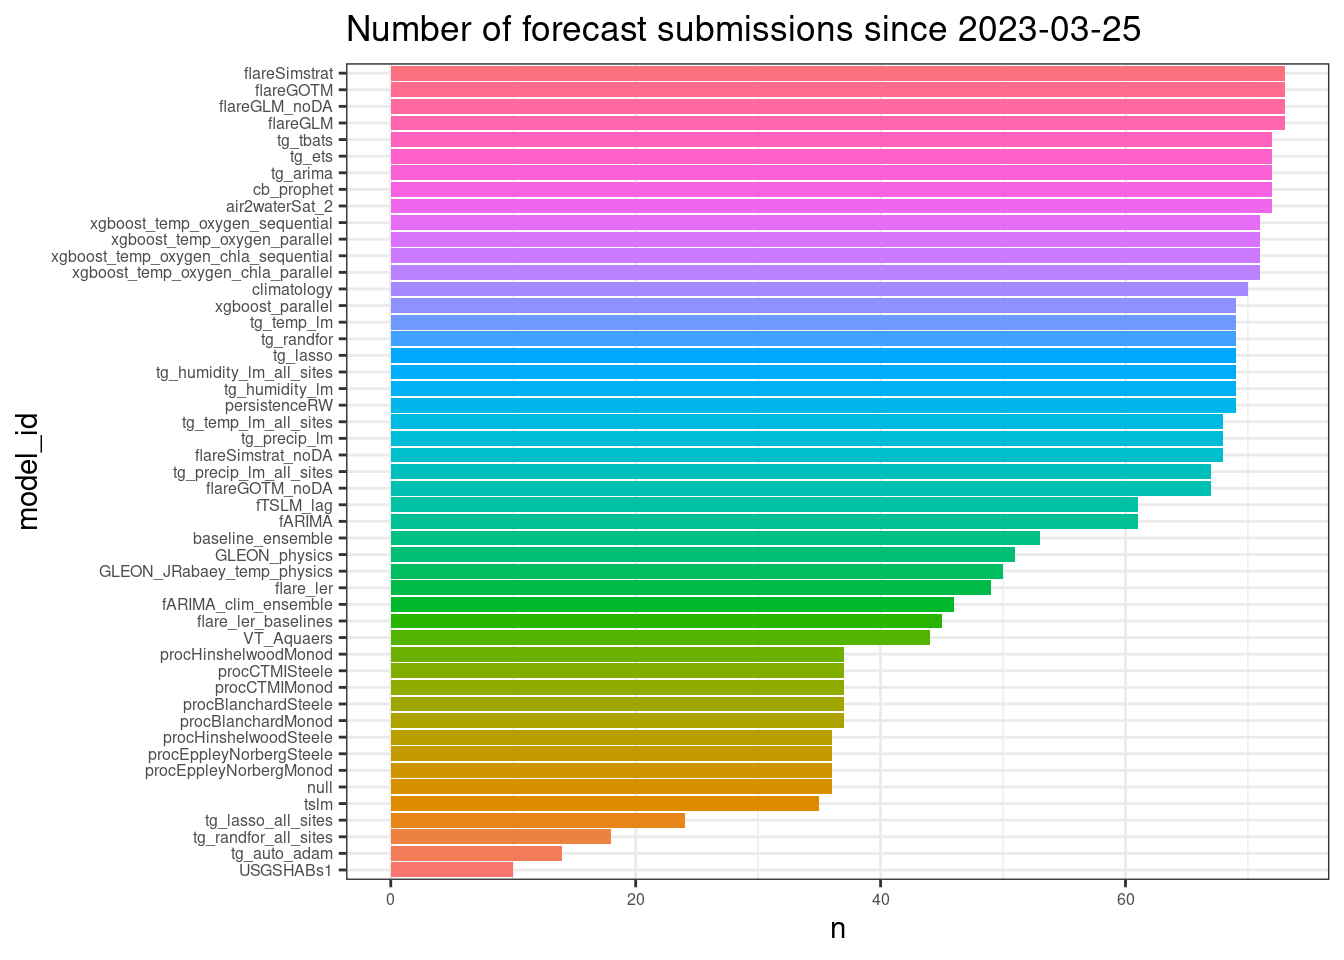 Number of forecast submissions since 2023-03-25
flareSimstrat
flareGOTM
flareGLM_noDA
flareGLM
tg_tbats
tg_ets
tg_arima
cb_prophet
air2waterSat_2
xgboost_temp_oxygen_sequential
xgboost_temp_oxygen_parallel
xgboost_temp_oxygen_chla_sequential
xgboost_temp_oxygen_chla_parallel
climatology
xgboost_parallel
tg_temp_lm
tg_randfor
tg_lasso
tg_humidity_lm_all_sites
tg_humidity_lm
persistenceRW
tg_temp_lm_all_sites
tg_precip_lm
flareSimstrat_noDA
tg_precip_lm_all_sites
flareGOTM_noDA
fTSLM_lag
fARIMA
baseline_ensemble
GLEON_physics
GLEON_JRabaey_temp_physics
flare_ler
fARIMA_clim_ensemble
flare_ler_baselines
VT_Aquaers
procHinshelwoodMonod
procCTMISteele
procCTMIMonod
procBlanchardSteele
procBlanchardMonod
procHinshelwoodSteele
procEppleyNorbergSteele
procEppleyNorbergMonod
null
tslm
tg_lasso_all_sites
tg_randfor_all_sites
tg_auto_adam
USGSHABs1
model_id
0 20 40 60
n